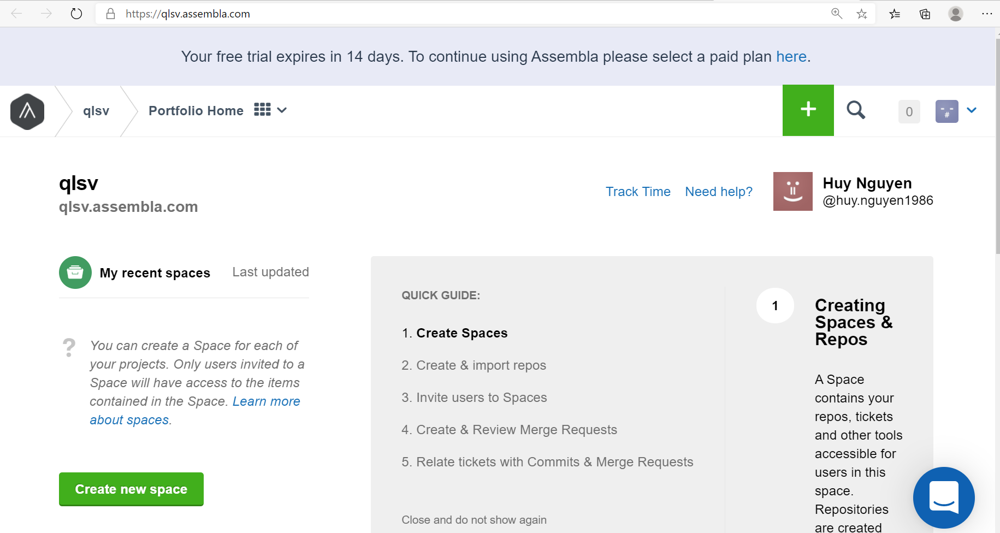 https://qlsv.assembla.com
Your free trial expires in 14 days. To continue using Assembla please select a paid plan here.
qlsv
Portfolio Home
0
qlsv
qlsv.assembla.com
Track Time
Need help?
Huy Nguyen
@huy.nguyen1986
My recent spaces
Last updated
You can create a Space for each of
your projects. Only users invited to a
Space will have access to the items
contained in the Space. Learn more
about spaces.
Create new space
QUICK GUIDE:
1. Create Spaces
2. Create & import repos
3. Invite users to Spaces
4. Create & Review Merge Requests
5. Relate tickets with Commits & Merge Requests
Close and do not show again
1
Creating
Spaces &
Repos
A Space
contains your
repos, tickets
and other tools
accessible for
users in this
space.
Repositories
are created